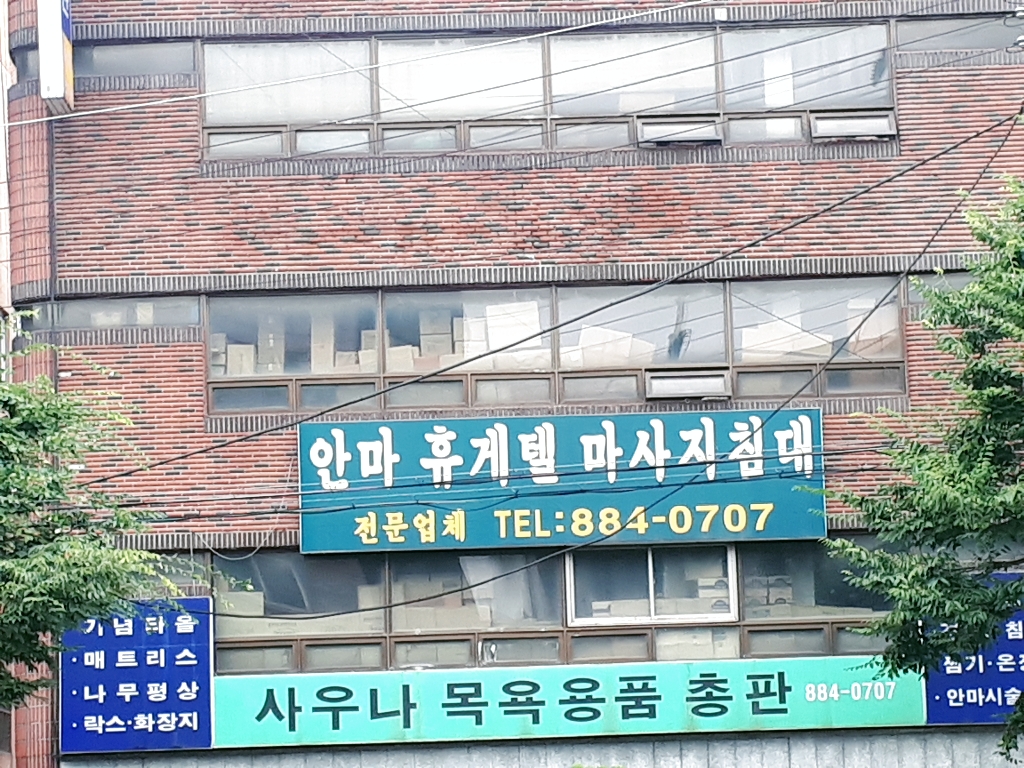 안마 휴게텔 마사지침대
전문업체 TEL:884-0707
기념타올
·매트리스
·나무평상
·락스·화장지
사우나 목욕용품 총판 884-0707
침
찜기·온
·안마시술